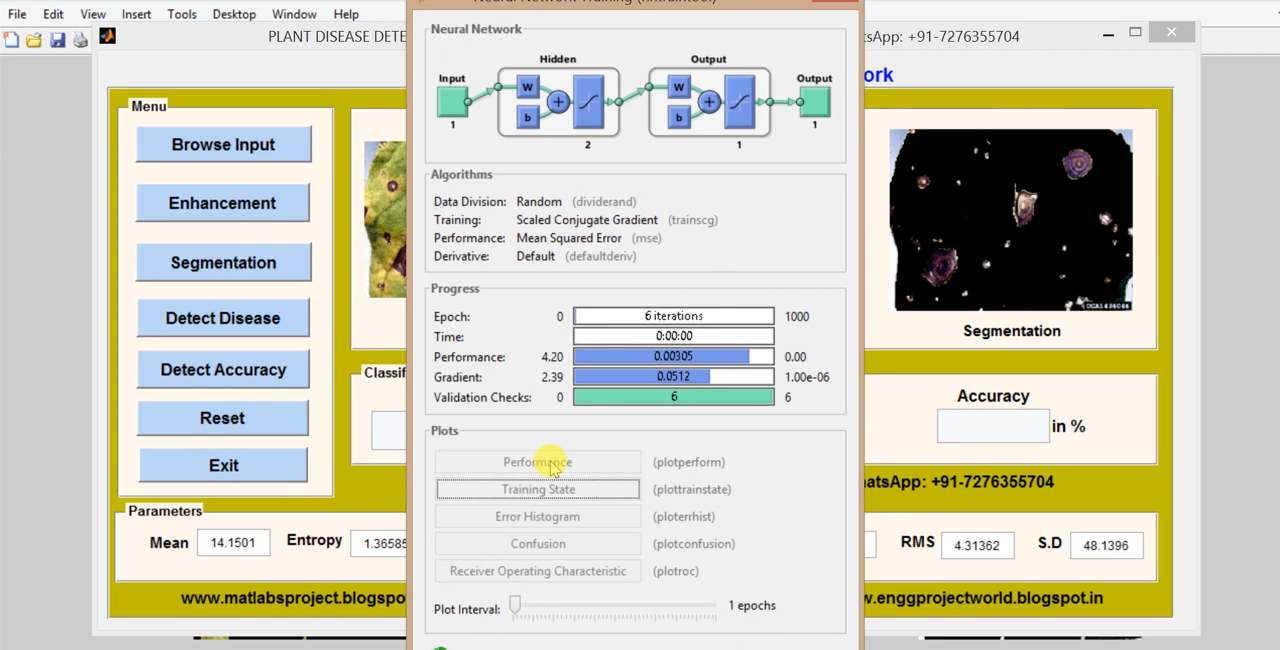 File Edit View Insert Tools Desktop Window Help
PLANT DISEASE DETE
App: +91-7276355704
ork
Menu
Browse Input
Enhancement
Segmentation
Detect Disease
Detect Accuracy
Reset
Exit
Neural Network Training (nntraintool)
Neural Network
Hidden Output
Input Output
W W
+ +
b b
1 1
2 1
Algorithms
Data Division: Random (dividerand)
Training: Scaled Conjugate Gradient (trainscg)
Performance: Mean Squared Error (mse)
Derivative: Default (defaultderiv)
Progress
Epoch: 0 6 iterations 1000
Time: 0:00:00
Performance: 4.20 0.00305 0.00
Gradient: 2.39 0.0512 1.00e-06
Validation Checks: 0 6 6
Plots
Performance (plotperform)
Training State (plottrainstate)
Error Histogram (ploterrhist)
Confusion (plotconfusion)
Receiver Operating Characteristic (plotroc)
Plot Interval: 1 epochs
UGA1436046
Segmentation
Classif
Accuracy
in %
atsApp: +91-7276355704
Parameters
Mean 14.1501 Entropy 1.36585
RMS 4.31362 S.D 48.1396
www.matlabsproject.blogspo
w.enggprojectworld.blogspot.in